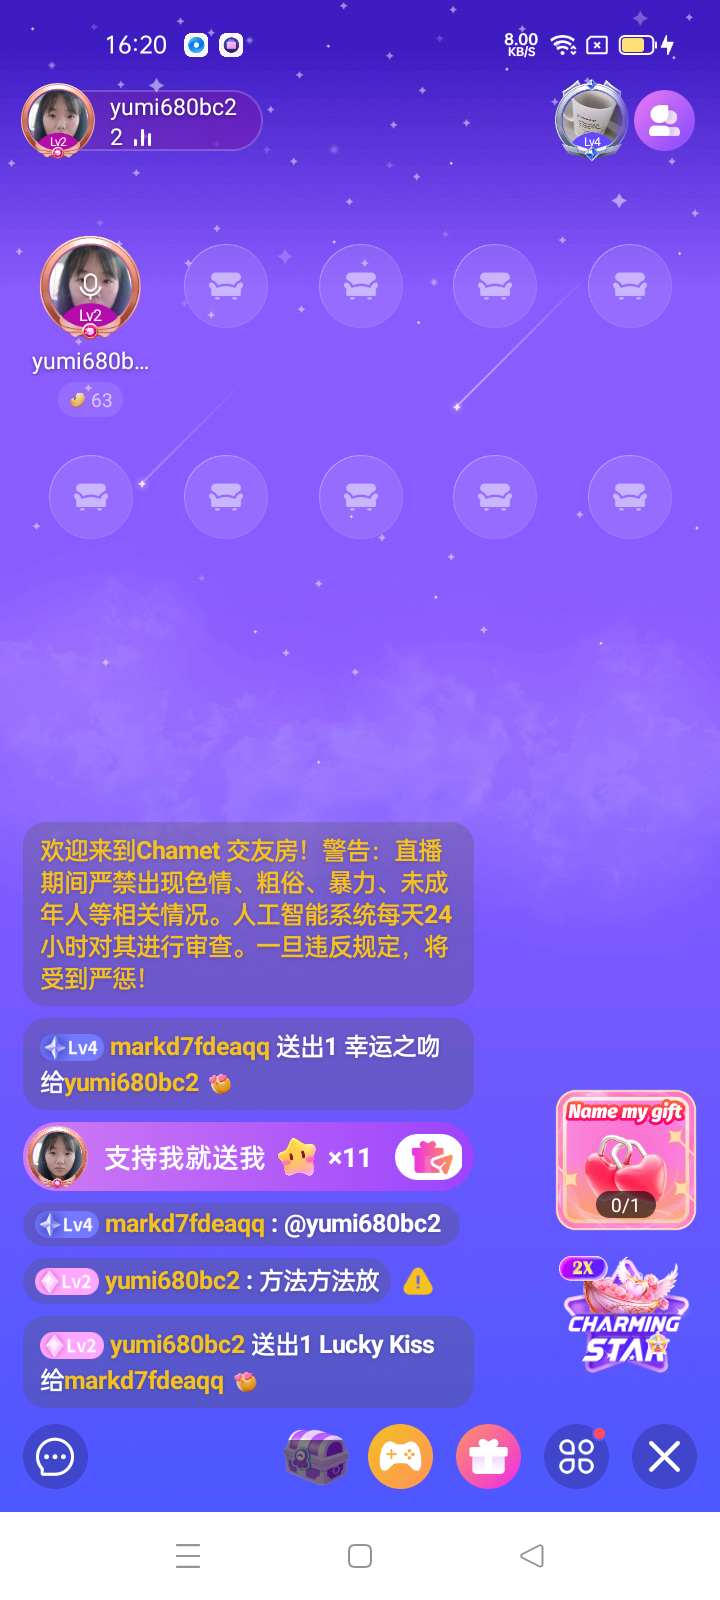 16:20
8.00
KB/S
yumi680bc2
2
Lv2
Lv4
Lv2
yumi680b...
63
欢迎来到Chamet 交友房！警告：直播
期间严禁出现色情、粗俗、暴力、未成
年人等相关情况。人工智能系统每天24
小时对其进行审查。一旦违反规定，将
受到严惩！
Lv4 markd7fdeaqq 送出1 幸运之吻
给yumi680bc2
支持我就送我 ×11
Lv4 markd7fdeaqq : @yumi680bc2
Lv2 yumi680bc2 : 方法方法放
Lv2 yumi680bc2 送出1 Lucky Kiss
给markd7fdeaqq
Name my gift
0/1
2X
CHARMING
STAR